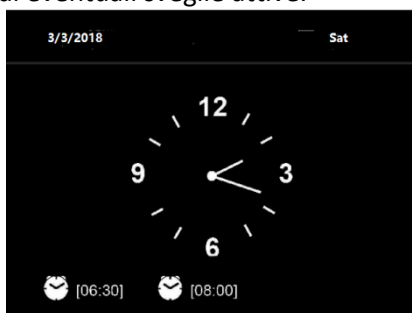 di eventuali sveglie attive.
3/3/2018 Sat
12
9 3
6
[06:30] [08:00]